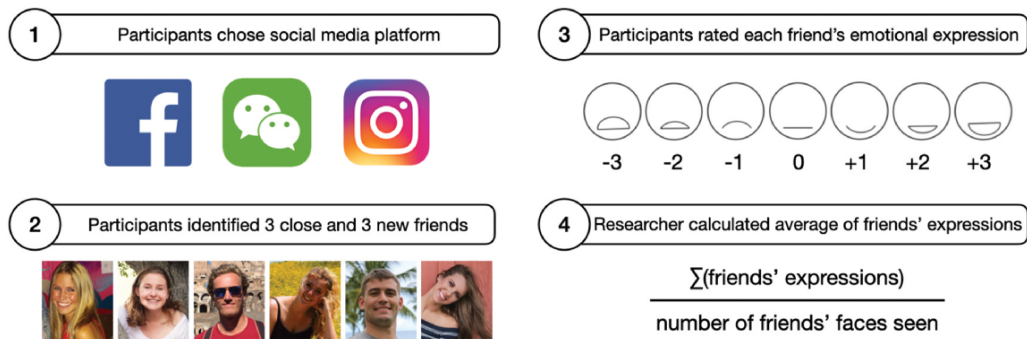 1
Participants chose social media platform
2
Participants identified 3 close and 3 new friends
3
Participants rated each friend's emotional expression
-3 -2 -1 0 +1 +2 +3
4
Researcher calculated average of friends' expressions
∑(friends' expressions)
number of friends' faces seen